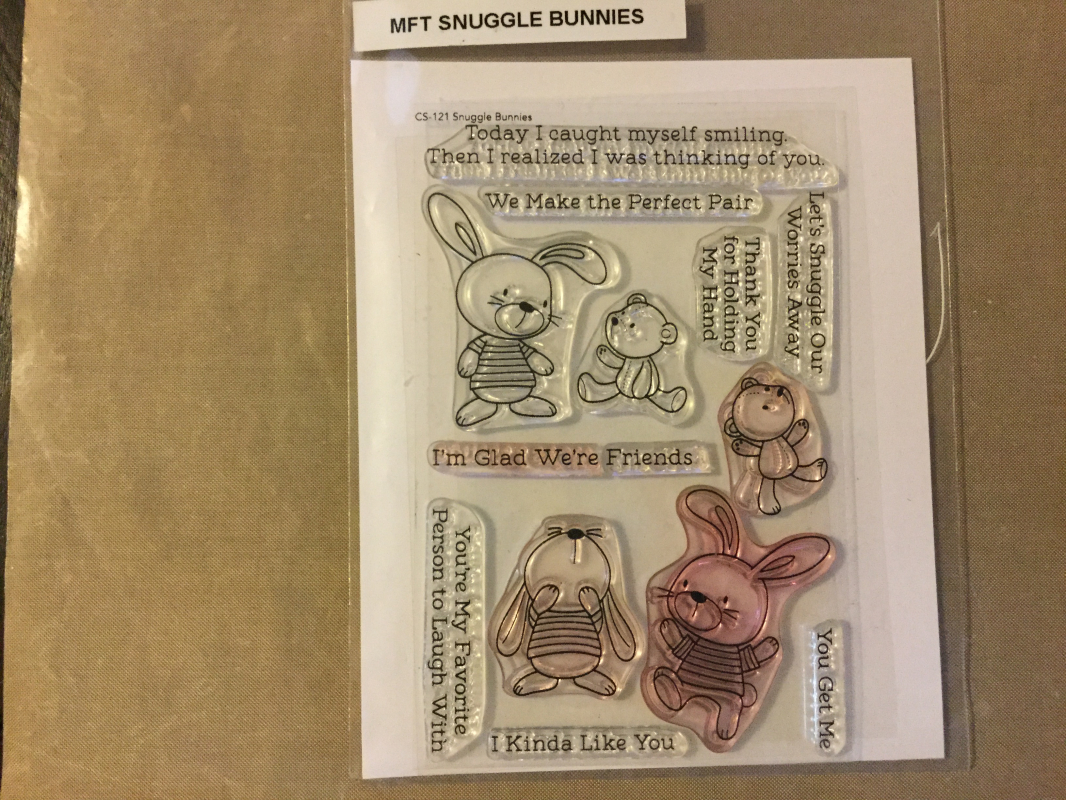 MFT SNUGGLE BUNNIES
CS-121 Snuggle Bunnies
Today I caught myself smiling.
Then I realized I was thinking of you.
We Make the Perfect Pair
Let's Snuggle Our
Worries Away
Thank You
for Holding
My Hand
I'm Glad We're Friends
You're My Favorite
Person to Laugh With
You Get Me
I Kinda Like You